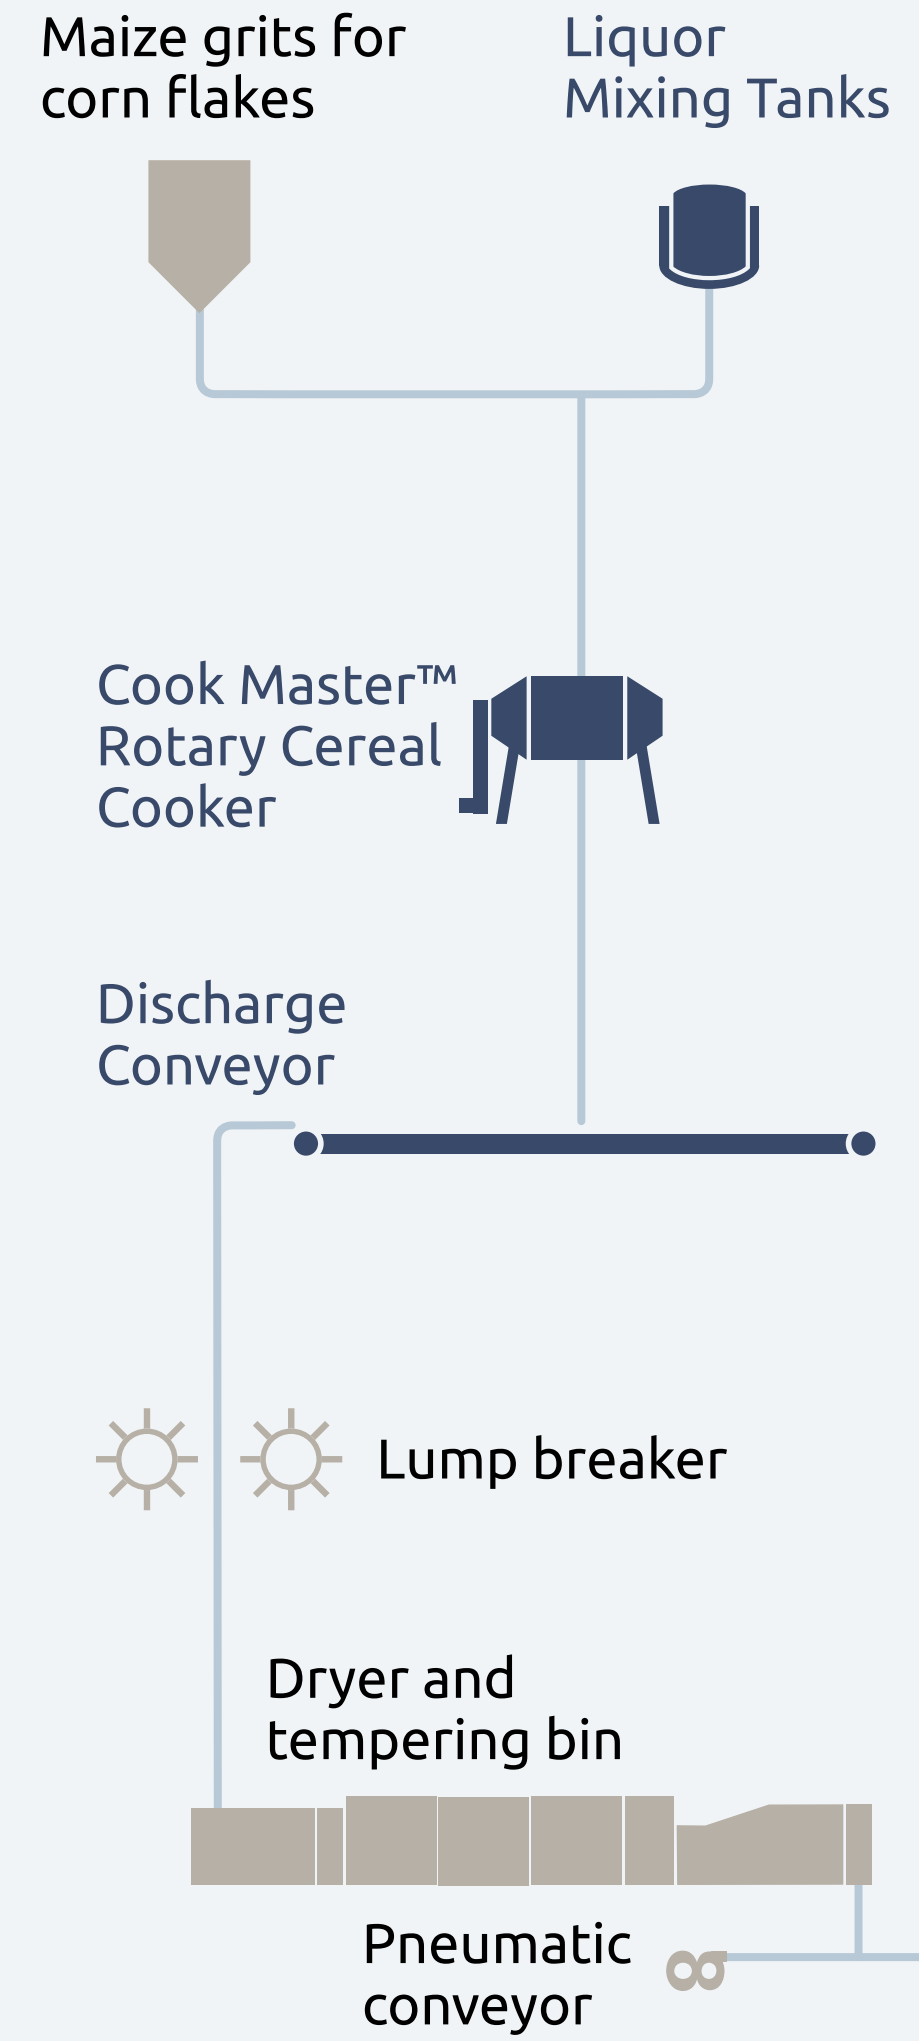 Maize grits for
corn flakes
Liquor
Mixing Tanks
Cook Master™
Rotary Cereal
Cooker
Discharge
Conveyor
Lump breaker
Dryer and
tempering bin
Pneumatic
conveyor